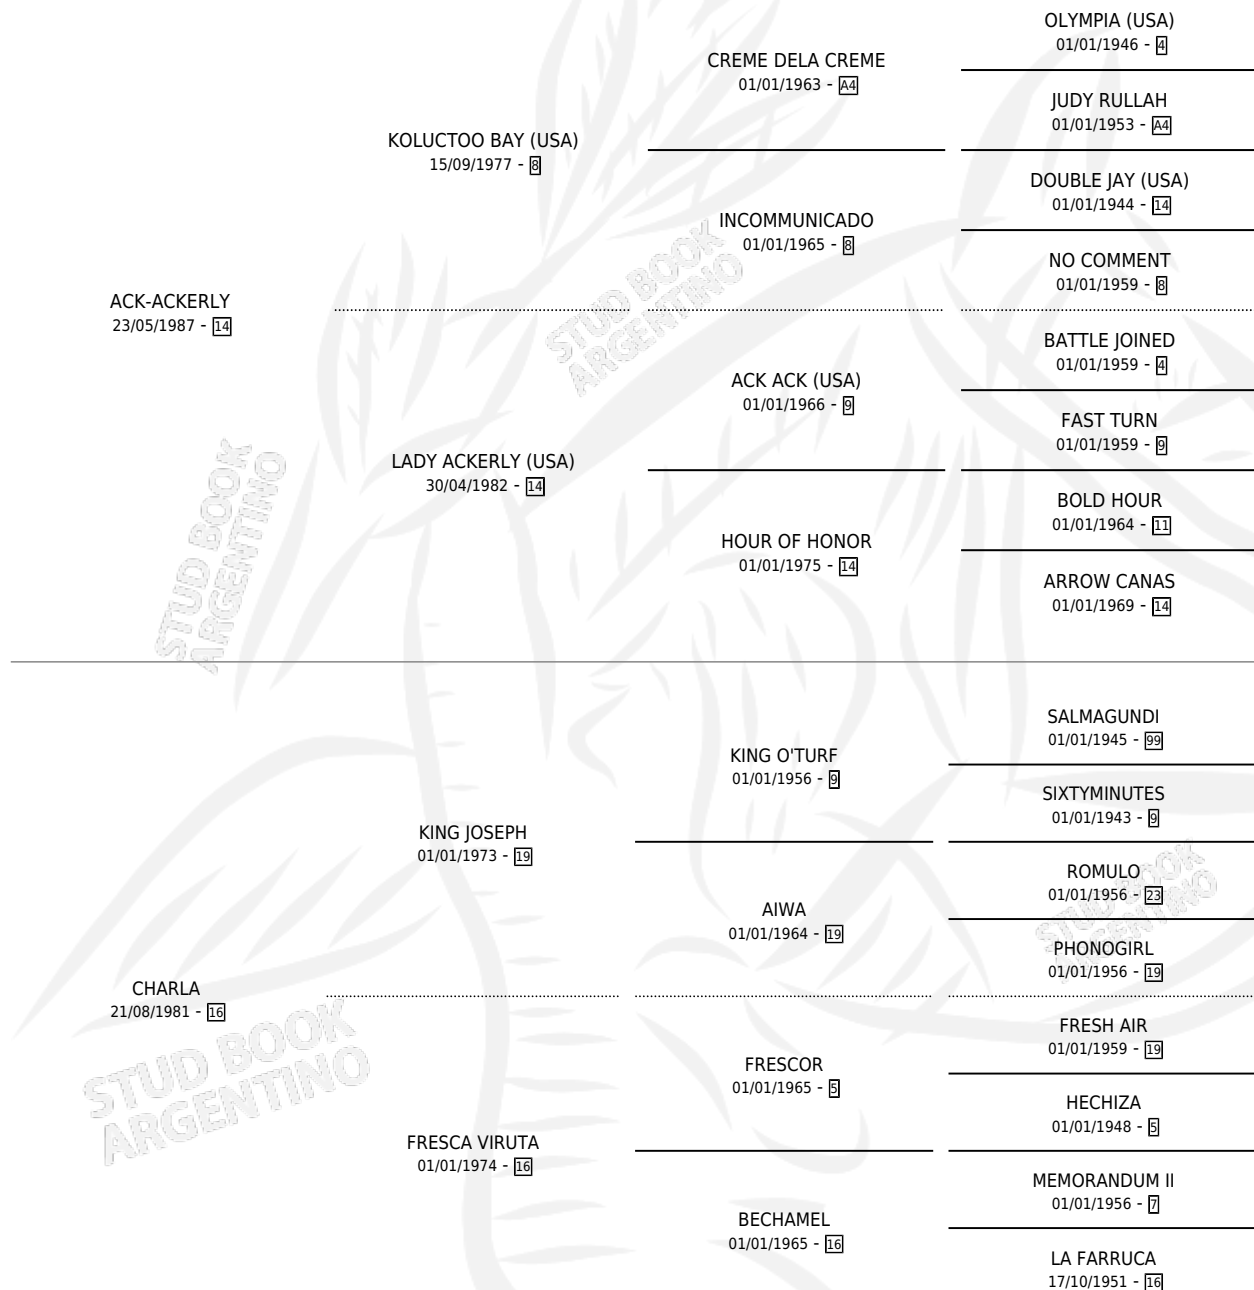 OLYMPIA (USA)
01/01/1946 - 4
CREME DELA CREME
01/01/1963 - A4
JUDY RULLAH
01/01/1953 - A4
KOLUCTOO BAY (USA)
15/09/1977 - 8
DOUBLE JAY (USA)
01/01/1944 - 14
INCOMMUNICADO
01/01/1965 - 8
NO COMMENT
01/01/1959 - 8
ACK-ACKERLY
23/05/1987 - 14
BATTLE JOINED
01/01/1959 - 4
ACK ACK (USA)
01/01/1966 - 9
FAST TURN
01/01/1959 - 9
LADY ACKERLY (USA)
30/04/1982 - 14
BOLD HOUR
01/01/1964 - 11
HOUR OF HONOR
01/01/1975 - 14
ARROW CANAS
01/01/1969 - 14
STUD BOOK
ARGENTINO
STUD BOOK
ARGENTINO
SALMAGUNDI
01/01/1945 - 99
KING O'TURF
01/01/1956 - 9
SIXTYMINUTES
01/01/1943 - 9
KING JOSEPH
01/01/1973 - 19
ROMULO
01/01/1956 - 23
AIWA
01/01/1964 - 19
PHONOGIRL
01/01/1956 - 19
STUD BOOK
ARGENTINO
CHARLA
21/08/1981 - 16
FRESH AIR
01/01/1959 - 19
FRESCOR
01/01/1965 - 5
HECHIZA
01/01/1948 - 5
FRESCA VIRUTA
01/01/1974 - 16
MEMORANDUM II
01/01/1956 - 7
BECHAMEL
01/01/1965 - 16
LA FARRUCA
17/10/1951 - 16
STUD BOOK
ARGENTINO